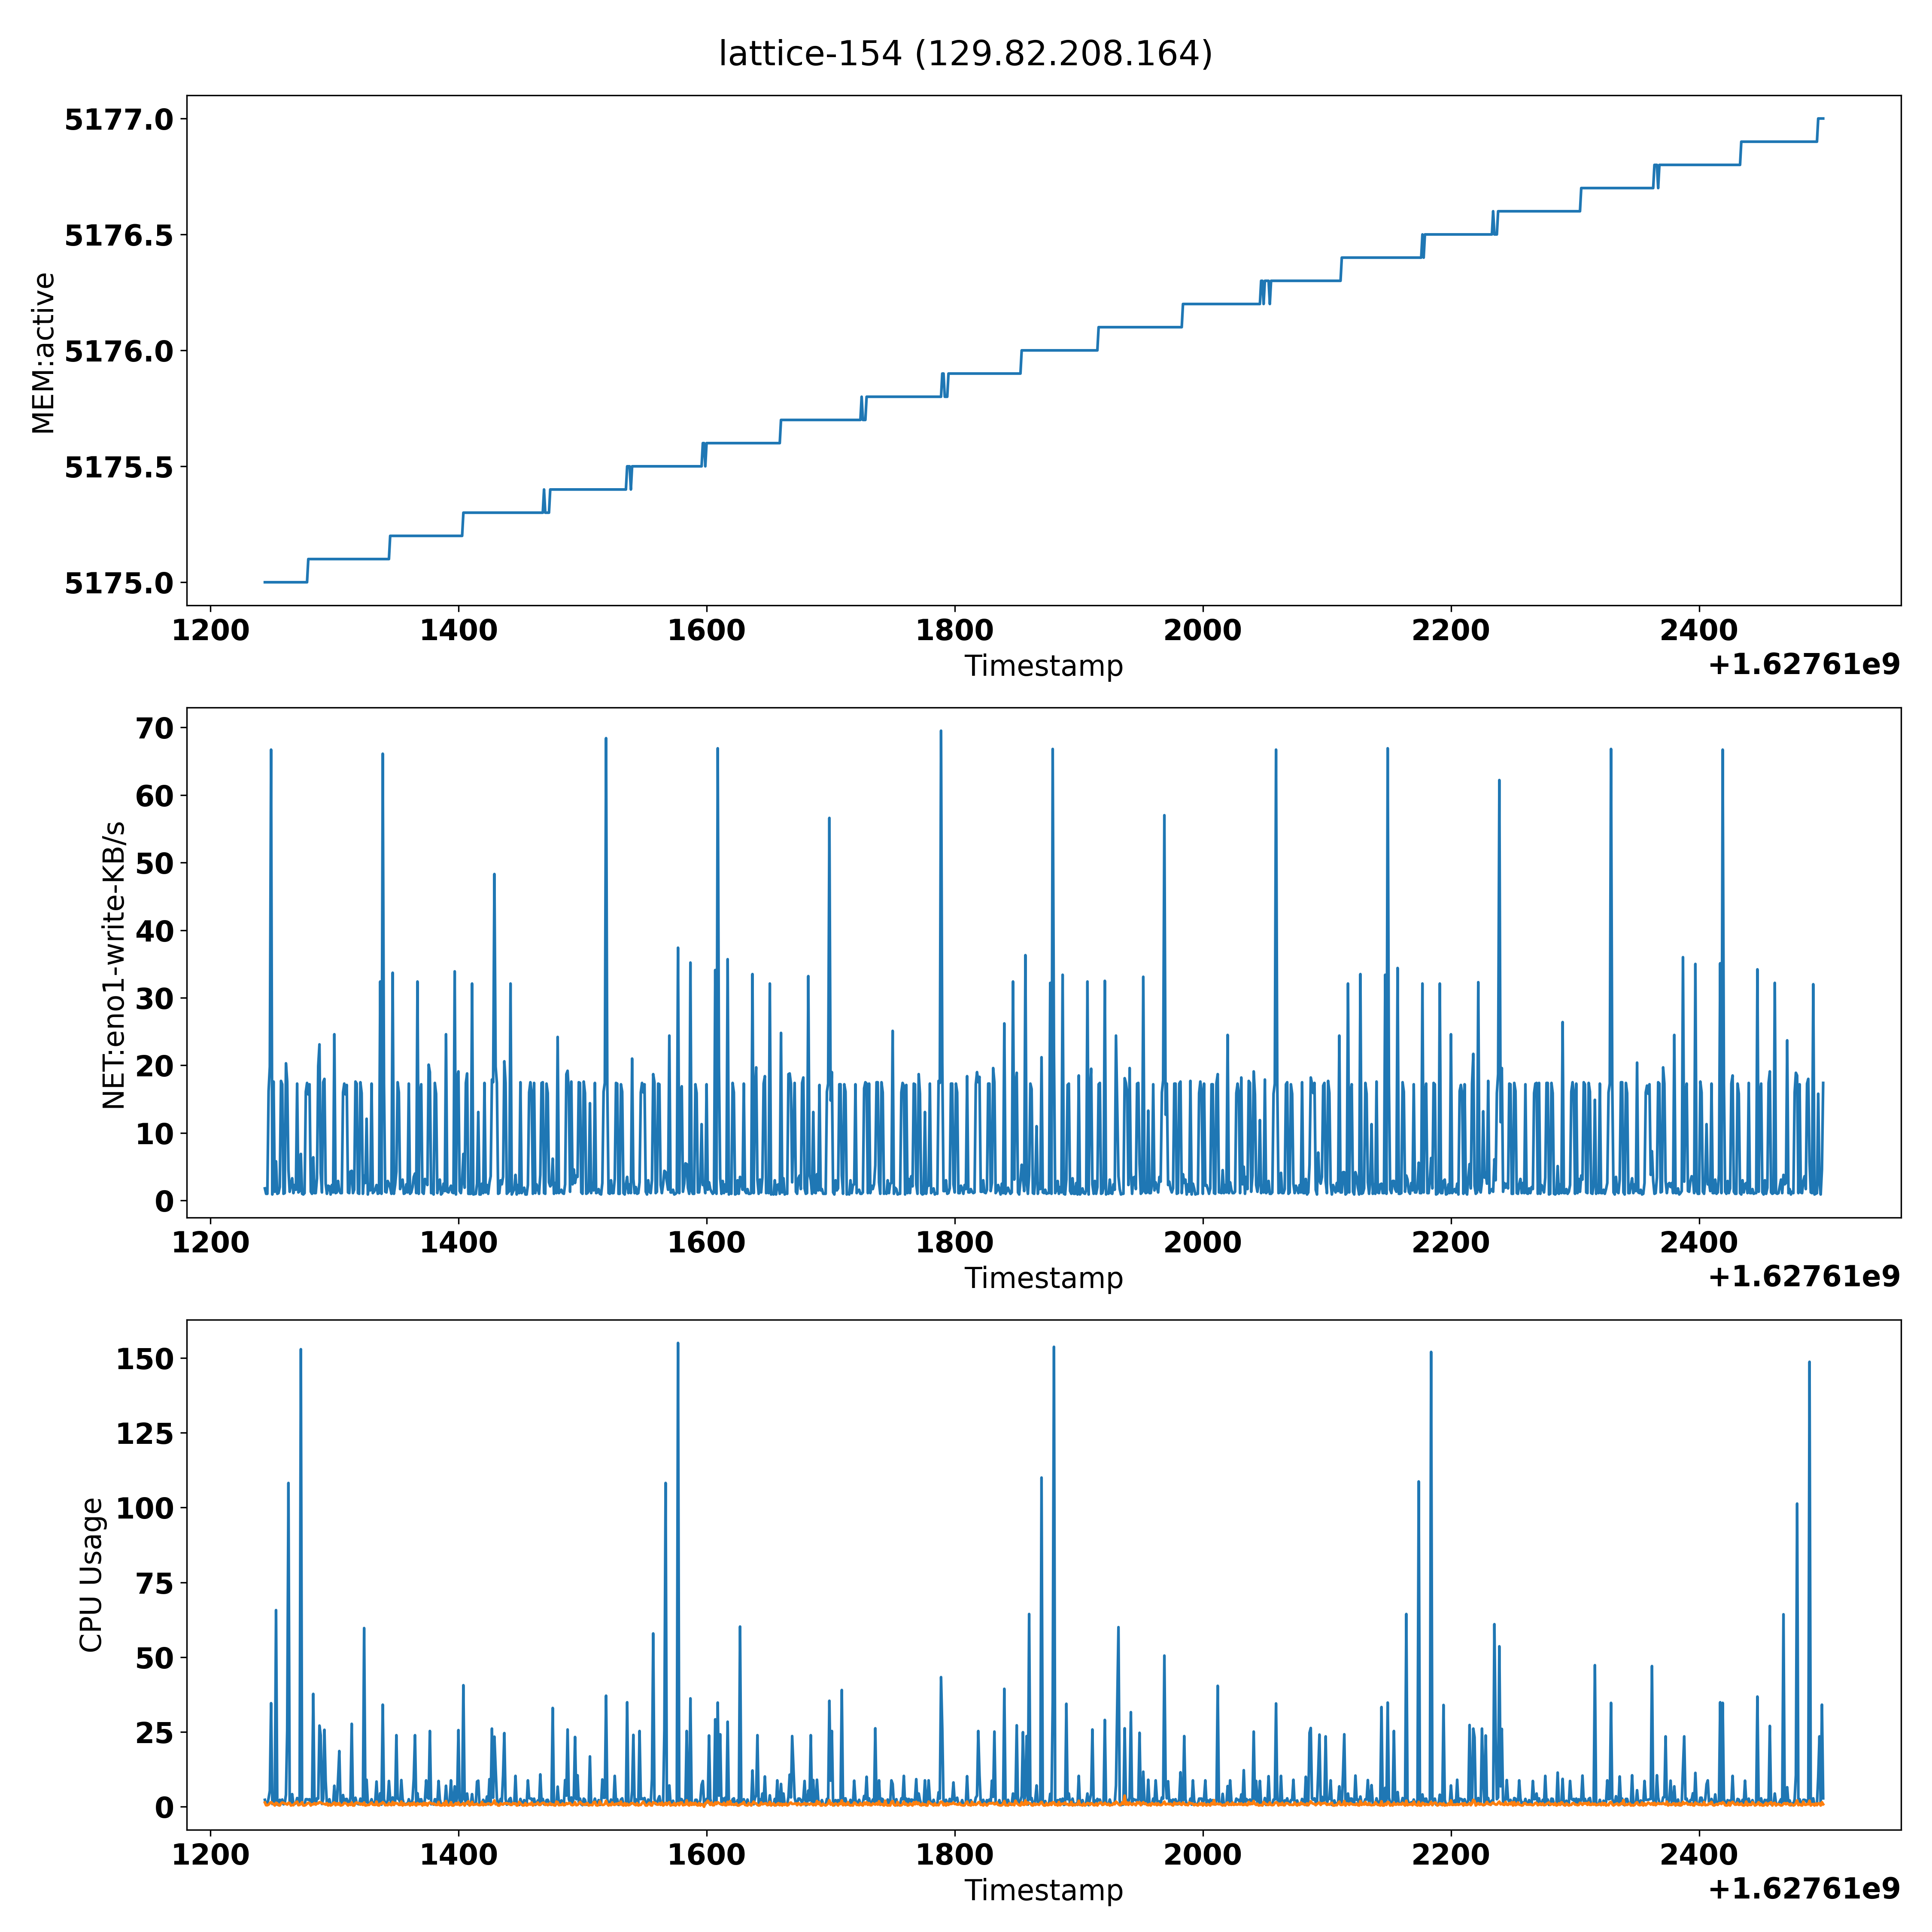 lattice-154 (129.82.208.164)
5177.0
5176.5
5176.0
5175.5
5175.0
MEM:active
1200 1400 1600 1800 2000 2200 2400
Timestamp
+1.62761e9
70
60
50
40
30
20
10
0
NET:eno1-write-KB/s
1200 1400 1600 1800 2000 2200 2400
Timestamp
+1.62761e9
150
125
100
75
50
25
0
CPU Usage
1200 1400 1600 1800 2000 2200 2400
Timestamp
+1.62761e9